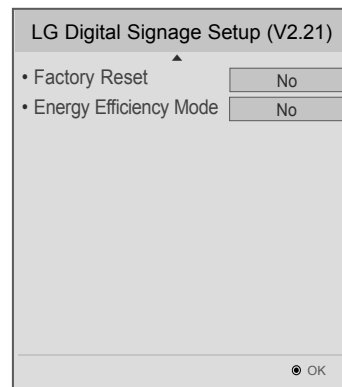 LG Digital Signage Setup (V2.21)
• Factory Reset No
• Energy Efficiency Mode No
OK